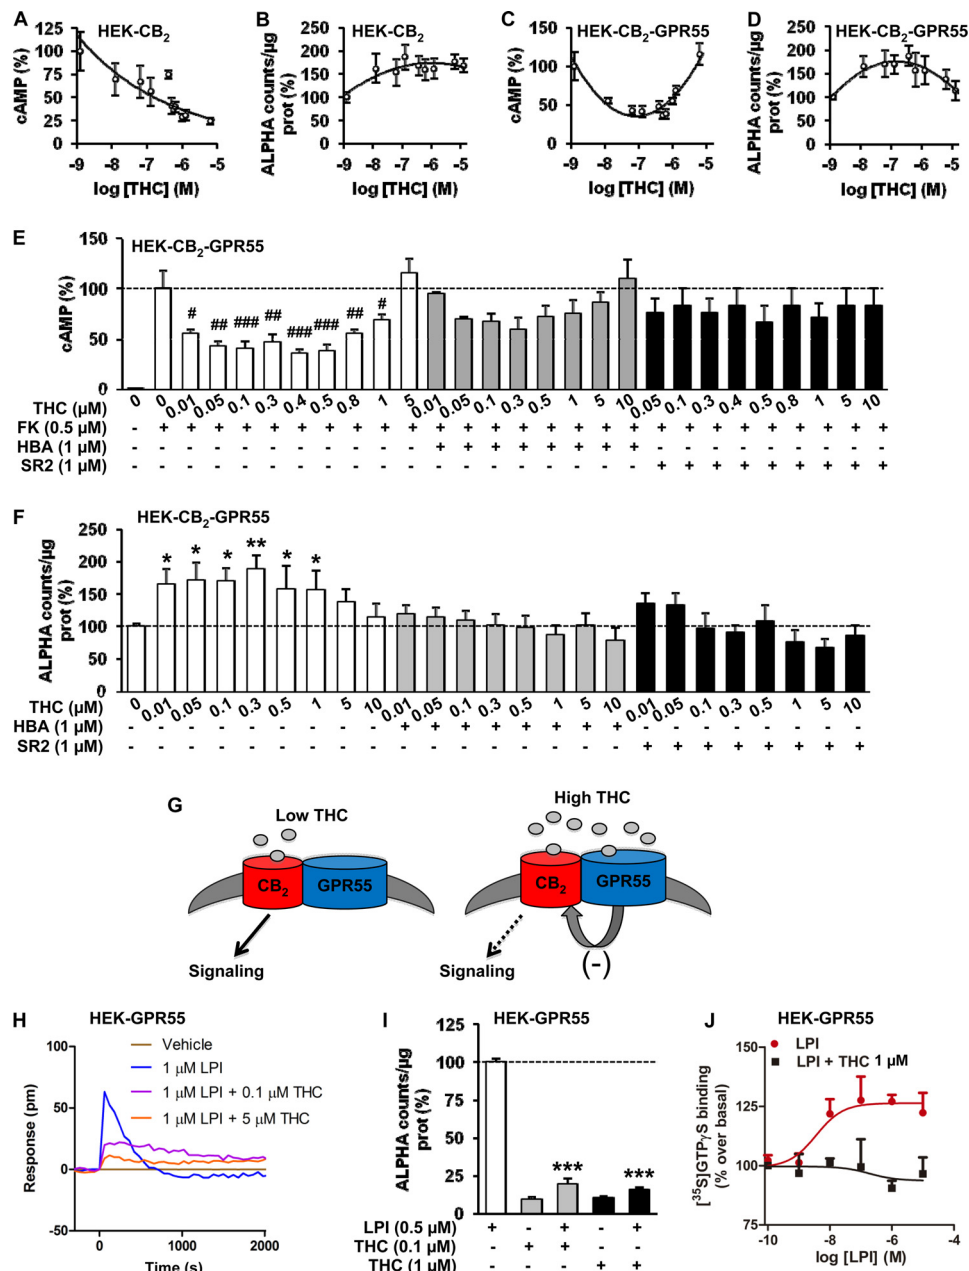 A
HEK-CB2
cAMP (%)
125
100
75
50
25
0
-9 -8 -7 -6 -5
log [THC] (M)
B
HEK-CB2
ALPHA counts/µg
prot (%)
250
200
150
100
50
0
-9 -8 -7 -6 -5
log [THC] (M)
C
HEK-CB2-GPR55
cAMP (%)
150
100
50
0
-9 -8 -7 -6 -5
log [THC] (M)
D
HEK-CB2-GPR55
ALPHA counts/µg
prot (%)
250
200
150
100
50
0
-9 -8 -7 -6 -5
log [THC] (M)
E
HEK-CB2-GPR55
cAMP (%)
150
100
50
0
# ## ### ## ### ### ## #
THC (µM) 0 0 0.01 0.05 0.1 0.3 0.4 0.5 0.8 1 5 0.01 0.05 0.1 0.3 0.5 1 5 10 0.05 0.1 0.3 0.4 0.5 0.8 1 5 10
FK (0.5 µM) - + + + + + + + + + + + + + + + + + + + + + + + + + + +
HBA (1 µM) - - - - - - - - - - - + + + + + + + + - - - - - - - - -
SR2 (1 µM) - - - - - - - - - - - - - - - - - - - + + + + + + + + +
F
HEK-CB2-GPR55
ALPHA counts/µg
prot (%)
250
200
150
100
50
0
* * * ** * *
THC (µM) 0 0.01 0.05 0.1 0.3 0.5 1 5 10 0.01 0.05 0.1 0.3 0.5 1 5 10 0.01 0.05 0.1 0.3 0.5 1 5 10
HBA (1 µM) - - - - - - - - - + + + + + + + + - - - - - - - -
SR2 (1 µM) - - - - - - - - - - - - - - - - - + + + + + + + +
G
Low THC
CB2 GPR55
Signaling
High THC
CB2 GPR55
Signaling
(-)
H
HEK-GPR55
Response (pm)
100
50
0
-50
Vehicle
1 µM LPI
1 µM LPI + 0.1 µM THC
1 µM LPI + 5 µM THC
0 1000 2000
Time (s)
I
HEK-GPR55
ALPHA counts/µg
prot (%)
125
100
75
50
25
0
*** ***
LPI (0.5 µM) + - + - +
THC (0.1 µM) - + + - -
THC (1 µM) - - - + +
J
HEK-GPR55
LPI
LPI + THC 1 µM
[35S]GTPγS binding
(% over basal)
150
125
100
75
-10 -8 -6 -4
log [LPI] (M)